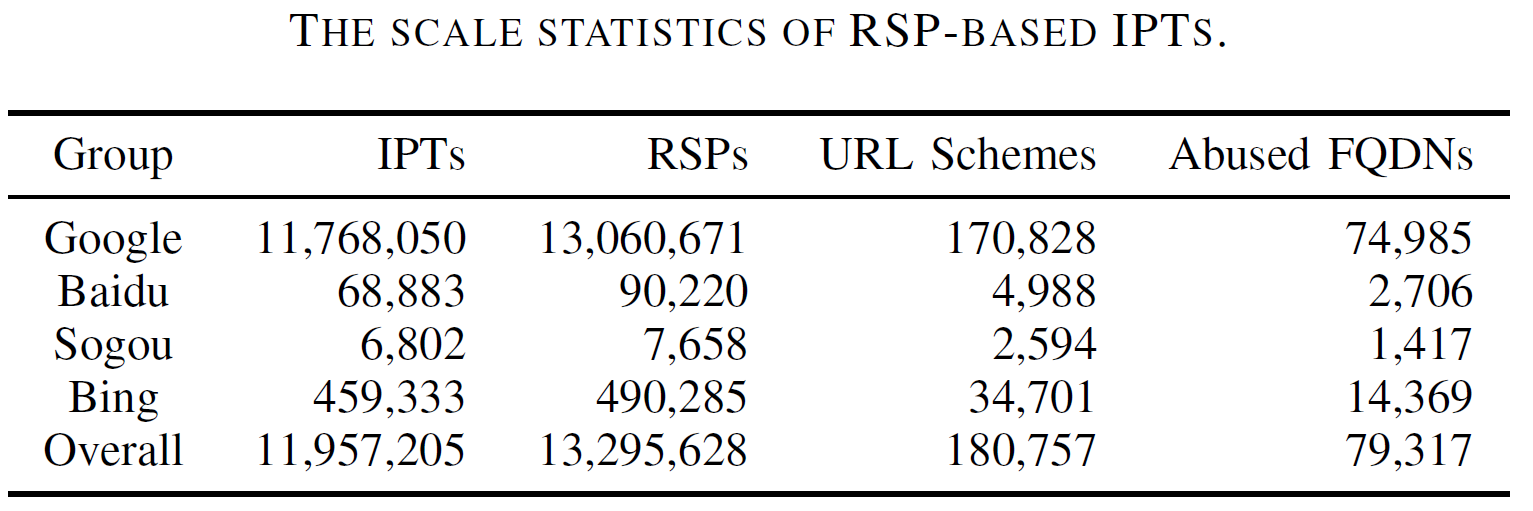 THE SCALE STATISTICS OF RSP-BASED IPTS.
Group IPTs RSPs URL Schemes Abused FQDNs
Google 11,768,050 13,060,671 170,828 74,985
Baidu 68,883 90,220 4,988 2,706
Sogou 6,802 7,658 2,594 1,417
Bing 459,333 490,285 34,701 14,369
Overall 11,957,205 13,295,628 180,757 79,317